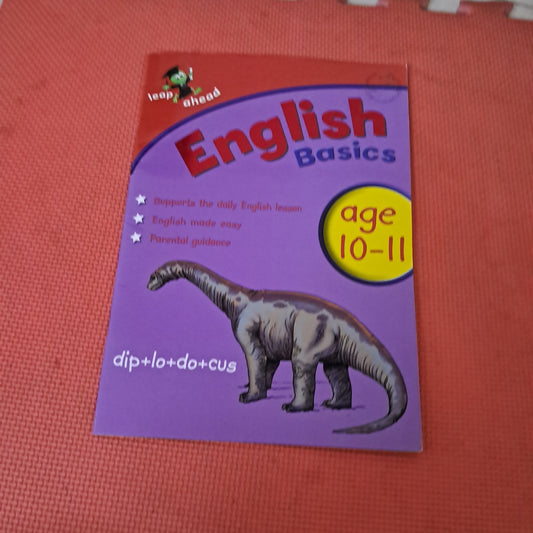 leap ahead
English
Basics
Supports the daily English lesson
English made easy
Parental guidance
age
10-11
dip+lo+do+cus